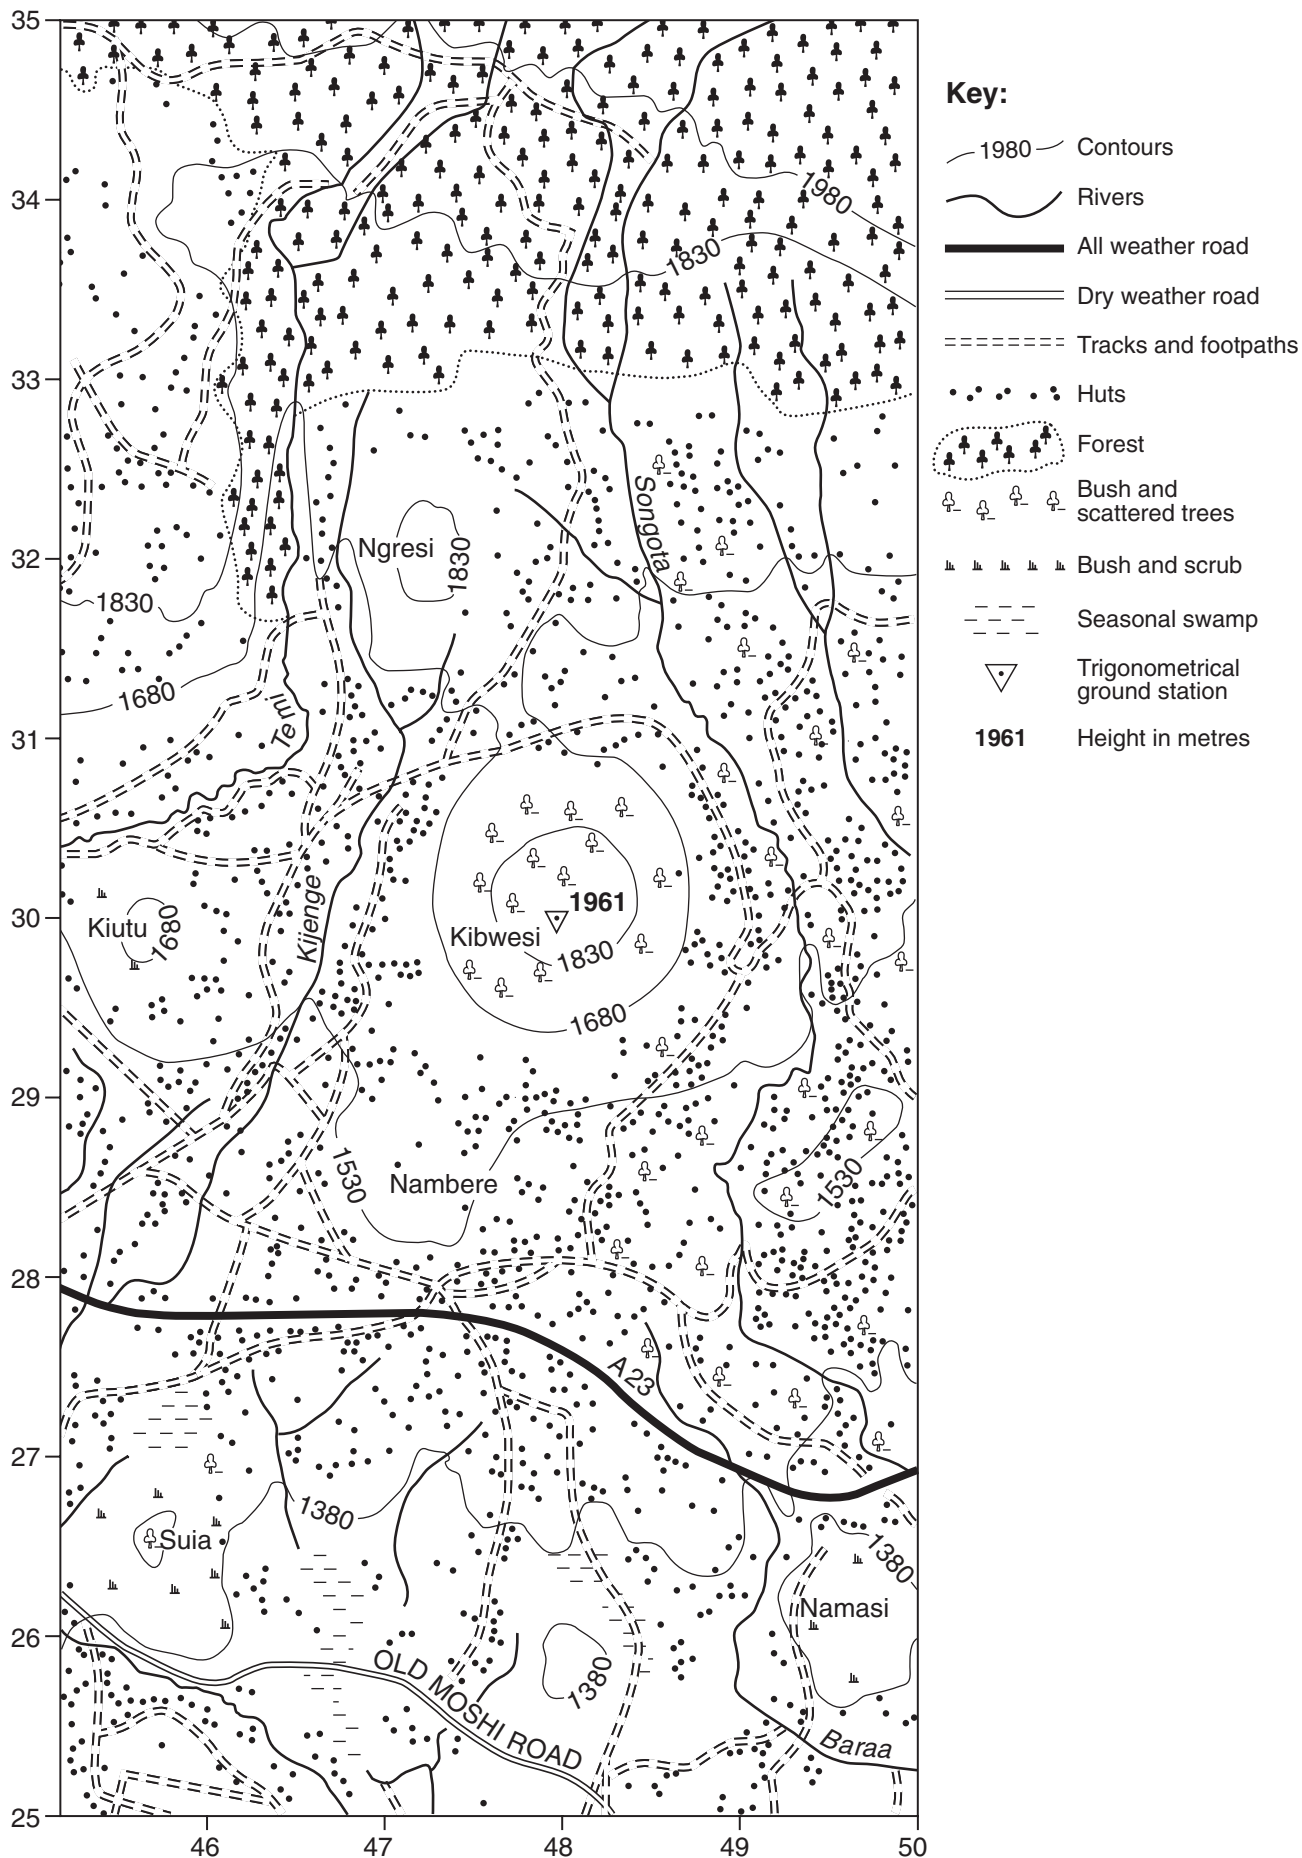 35
34
33
32
31
30
29
28
27
26
25
46
47
48
49
50
1980
1830
Songota
Ngresi
1830
1830
1680
Temi
Kijenge
Kiutu
1680
1961
Kibwesi
1830
1680
1530
Nambere
1530
A23
1380
Suia
1380
Namasi
OLD MOSHI ROAD
1380
Baraa
Key:
1980 Contours
Rivers
All weather road
Dry weather road
Tracks and footpaths
Huts
Forest
Bush and
scattered trees
Bush and scrub
Seasonal swamp
Trigonometrical
ground station
1961 Height in metres